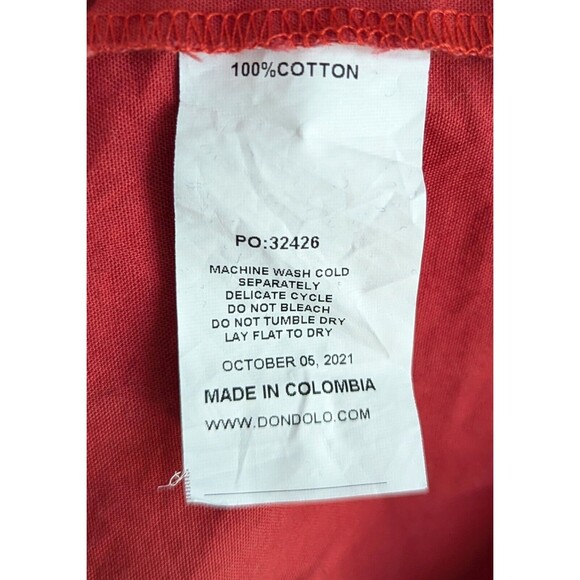 100%COTTON
PO:32426
MACHINE WASH COLD
SEPARATELY
DELICATE CYCLE
DO NOT BLEACH
DO NOT TUMBLE DRY
LAY FLAT TO DRY
OCTOBER 05, 2021
MADE IN COLOMBIA
WWW.DONDOLO.COM